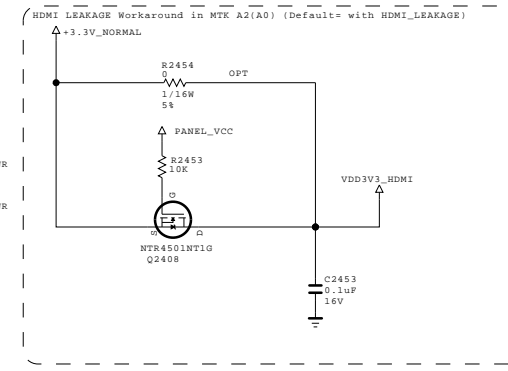 HDMI LEAKAGE Workaround in MTK A2(A0) (Default= with HDMI_LEAKAGE)
+3.3V_NORMAL
R2454
0
OPT
1/16W
5%
PANEL_VCC
R2453
10K
VDD3V3_HDMI
G
S
D
NTR4501NT1G
Q2408
C2453
0.1uF
16V